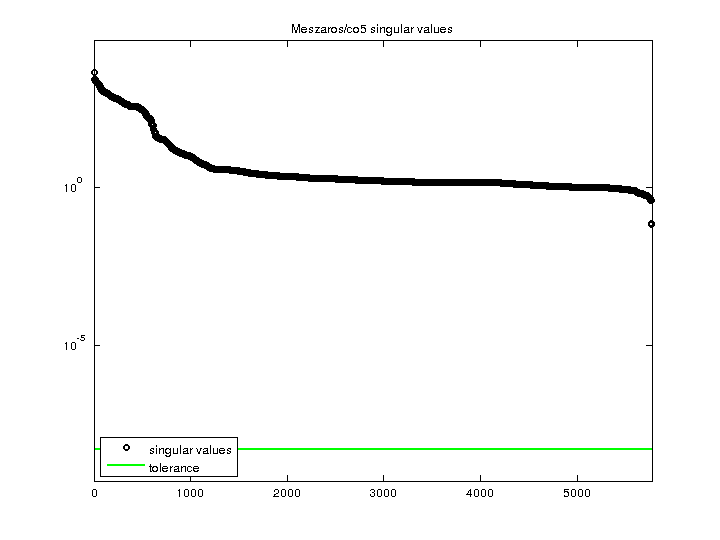 Meszaros/co5 singular values
10^0
10^-5
singular values
tolerance
0 1000 2000 3000 4000 5000